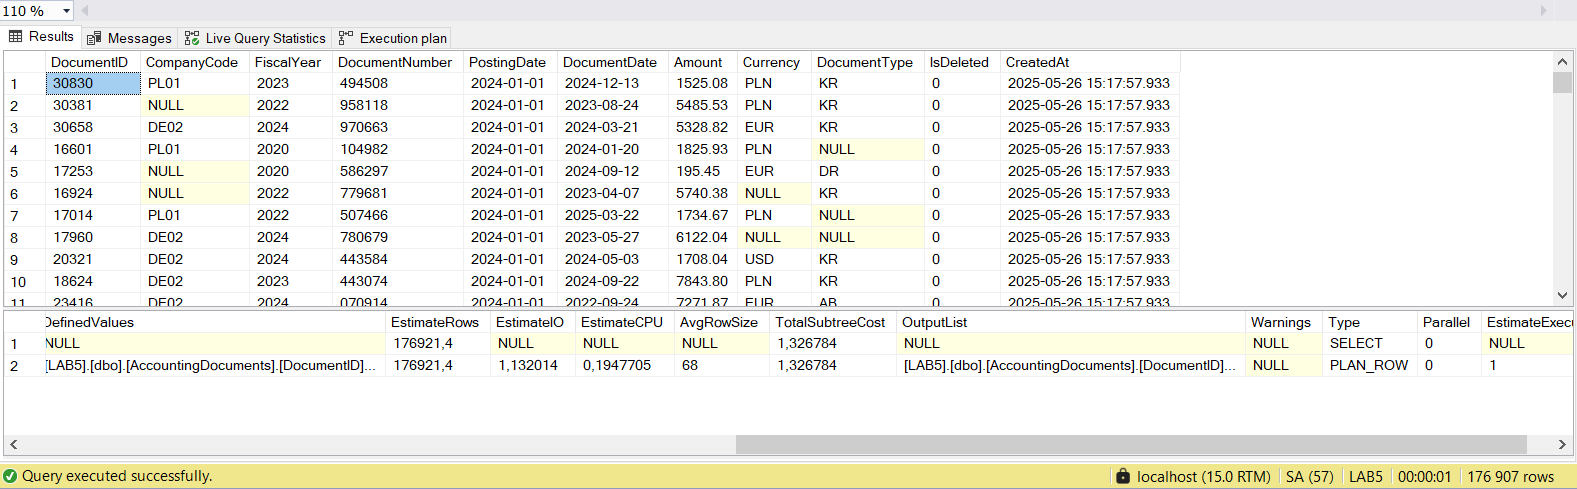 110 %
Results Messages Live Query Statistics Execution plan
DocumentID CompanyCode FiscalYear DocumentNumber PostingDate DocumentDate Amount Currency DocumentType IsDeleted CreatedAt
1 30830 PL01 2023 494508 2024-01-01 2024-12-13 1525.08 PLN KR 0 2025-05-26 15:17:57.933
2 30381 NULL 2022 958118 2024-01-01 2023-08-24 5485.53 PLN KR 0 2025-05-26 15:17:57.933
3 30658 DE02 2024 970663 2024-01-01 2024-03-21 5328.82 EUR KR 0 2025-05-26 15:17:57.933
4 16601 PL01 2020 104982 2024-01-01 2024-01-20 1825.93 PLN NULL 0 2025-05-26 15:17:57.933
5 17253 NULL 2020 586297 2024-01-01 2024-09-12 195.45 EUR DR 0 2025-05-26 15:17:57.933
6 16924 NULL 2022 779681 2024-01-01 2023-04-07 5740.38 NULL KR 0 2025-05-26 15:17:57.933
7 17014 PL01 2022 507466 2024-01-01 2025-03-22 1734.67 PLN NULL 0 2025-05-26 15:17:57.933
8 17960 DE02 2024 780679 2024-01-01 2023-05-27 6122.04 NULL NULL 0 2025-05-26 15:17:57.933
9 20321 DE02 2024 443584 2024-01-01 2024-05-03 1708.04 USD KR 0 2025-05-26 15:17:57.933
10 18624 DE02 2023 443074 2024-01-01 2024-09-22 7843.80 PLN KR 0 2025-05-26 15:17:57.933
11 23416 DE02 2024 070914 2024-01-01 2022-09-24 7271.87 EUR AB 0 2025-05-26 15:17:57.933
DefinedValues EstimateRows EstimateIO EstimateCPU AvgRowSize TotalSubtreeCost OutputList Warnings Type Parallel EstimateExecu
1 NULL 176921,4 NULL NULL NULL 1,326784 NULL NULL SELECT 0 NULL
2 [LAB5].[dbo].[AccountingDocuments].[DocumentID]... 176921,4 1,132014 0,1947705 68 1,326784 [LAB5].[dbo].[AccountingDocuments].[DocumentID]... NULL PLAN_ROW 0 1
Query executed successfully. localhost (15.0 RTM) SA (57) LAB5 00:00:01 176 907 rows